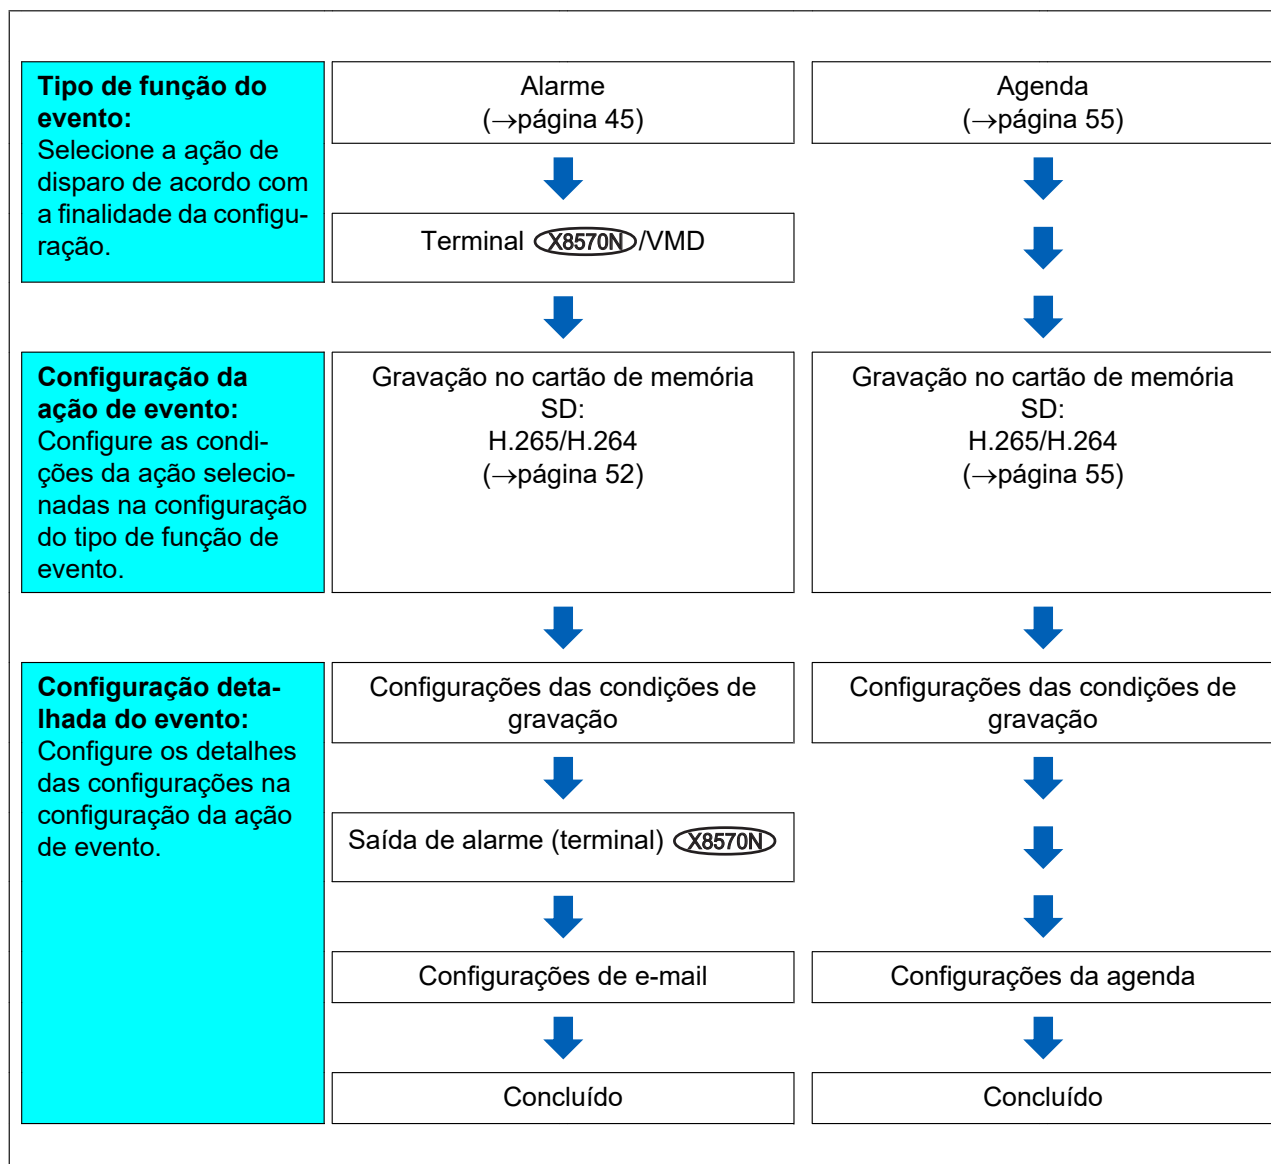 Tipo de função do
evento:
Selecione a ação de
disparo de acordo com
a finalidade da configu-
ração.
Alarme
(→página 45)
Agenda
(→página 55)
Terminal X8570N/VMD
Configuração da
ação de evento:
Configure as condi-
ções da ação selecio-
nadas na configuração
do tipo de função de
evento.
Gravação no cartão de memória
SD:
H.265/H.264
(→página 52)
Gravação no cartão de memória
SD:
H.265/H.264
(→página 55)
Configuração deta-
lhada do evento:
Configure os detalhes
das configurações na
configuração da ação
de evento.
Configurações das condições de
gravação
Configurações das condições de
gravação
Saída de alarme (terminal) X8570N
Configurações de e-mail
Configurações da agenda
Concluído
Concluído